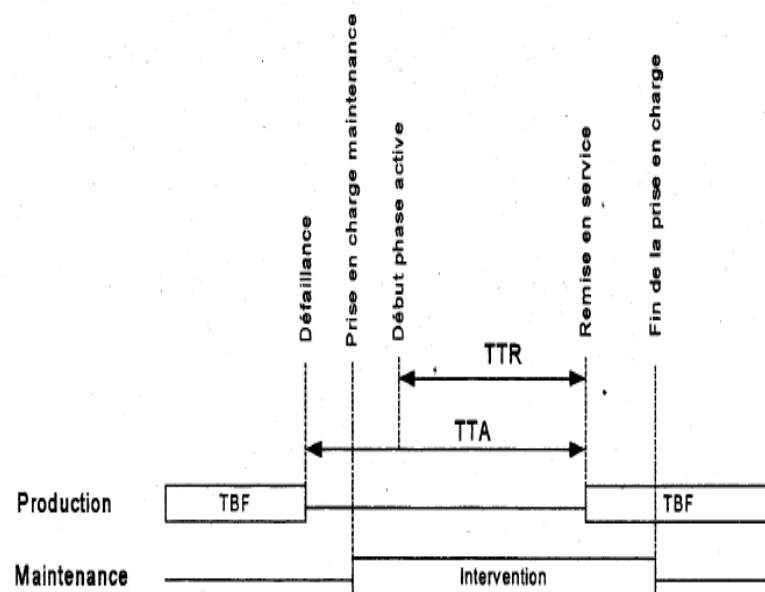 Défaillance
Prise en charge maintenance
Début phase active
Remise en service
Fin de la prise en charge
TTR
TTA
Production
TBF
TBF
Maintenance
Intervention